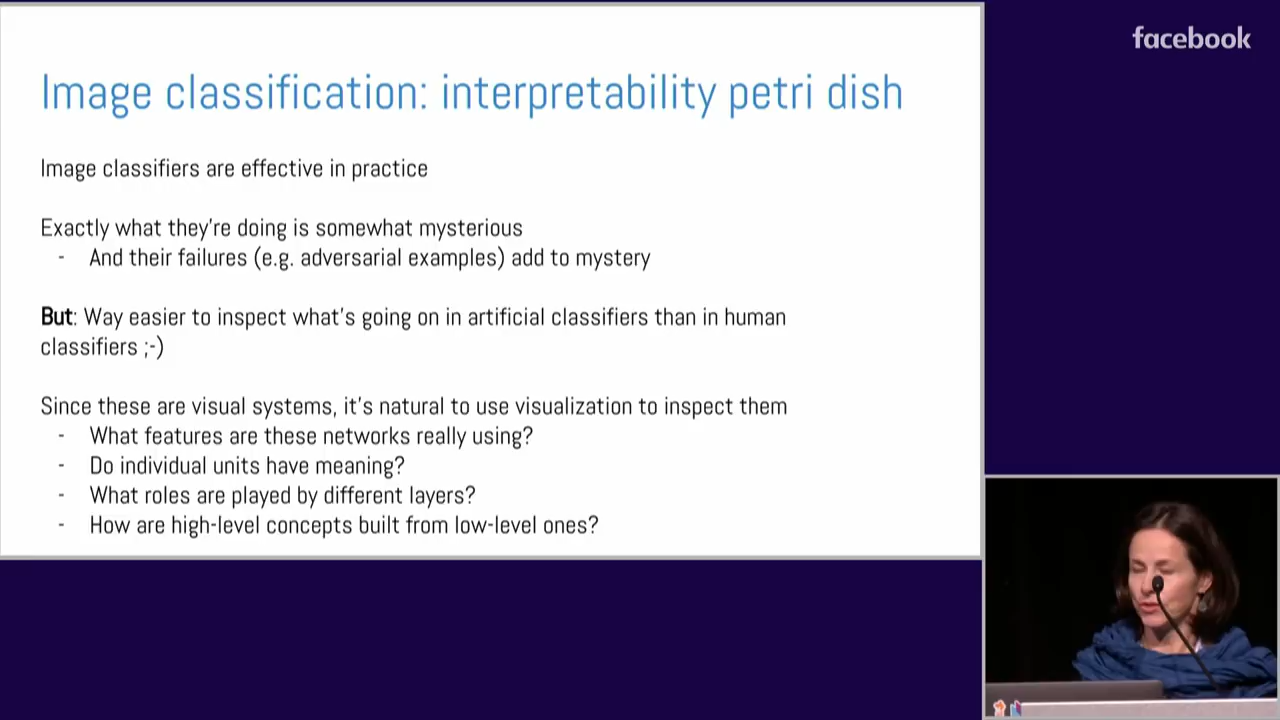 facebook
Image classification: interpretability petri dish
Image classifiers are effective in practice
Exactly what they're doing is somewhat mysterious
- And their failures (e.g. adversarial examples) add to mystery
But: Way easier to inspect what's going on in artificial classifiers than in human
classifiers ;-)
Since these are visual systems, it's natural to use visualization to inspect them
- What features are these networks really using?
- Do individual units have meaning?
- What roles are played by different layers?
- How are high-level concepts built from low-level ones?